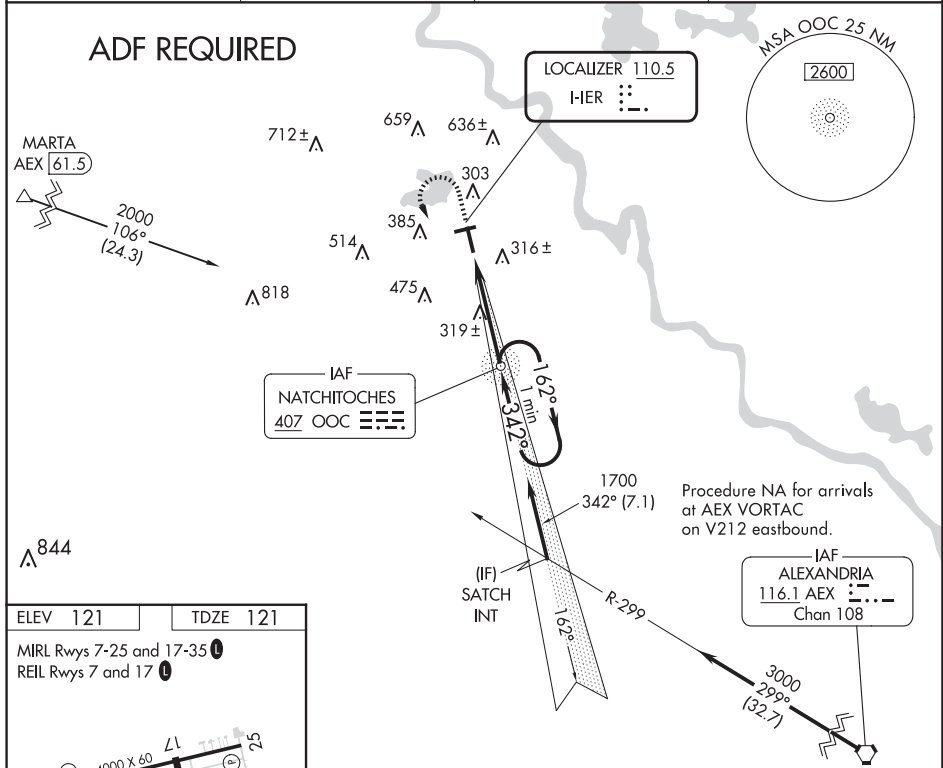 ADF REQUIRED
MSA OOC 25 NM
2600
LOCALIZER 110.5
I-IER
MARTA
AEX 61.5
712±
659
636±
303
2000
106°
(24.3)
385
514
316±
818
475
319±
IAF
NATCHITOCHES
407 OOC
162°
1 min
342°
1700
342° (7.1)
Procedure NA for arrivals
at AEX VORTAC
on V212 eastbound.
844
(IF)
SATCH
INT
R-299
162°
IAF
ALEXANDRIA
116.1 AEX
Chan 108
3000
299°
(32.7)
ELEV 121
TDZE 121
MIRL Rwys 7-25 and 17-35 L
REIL Rwys 7 and 17 L
4000 X 60
17
25
P